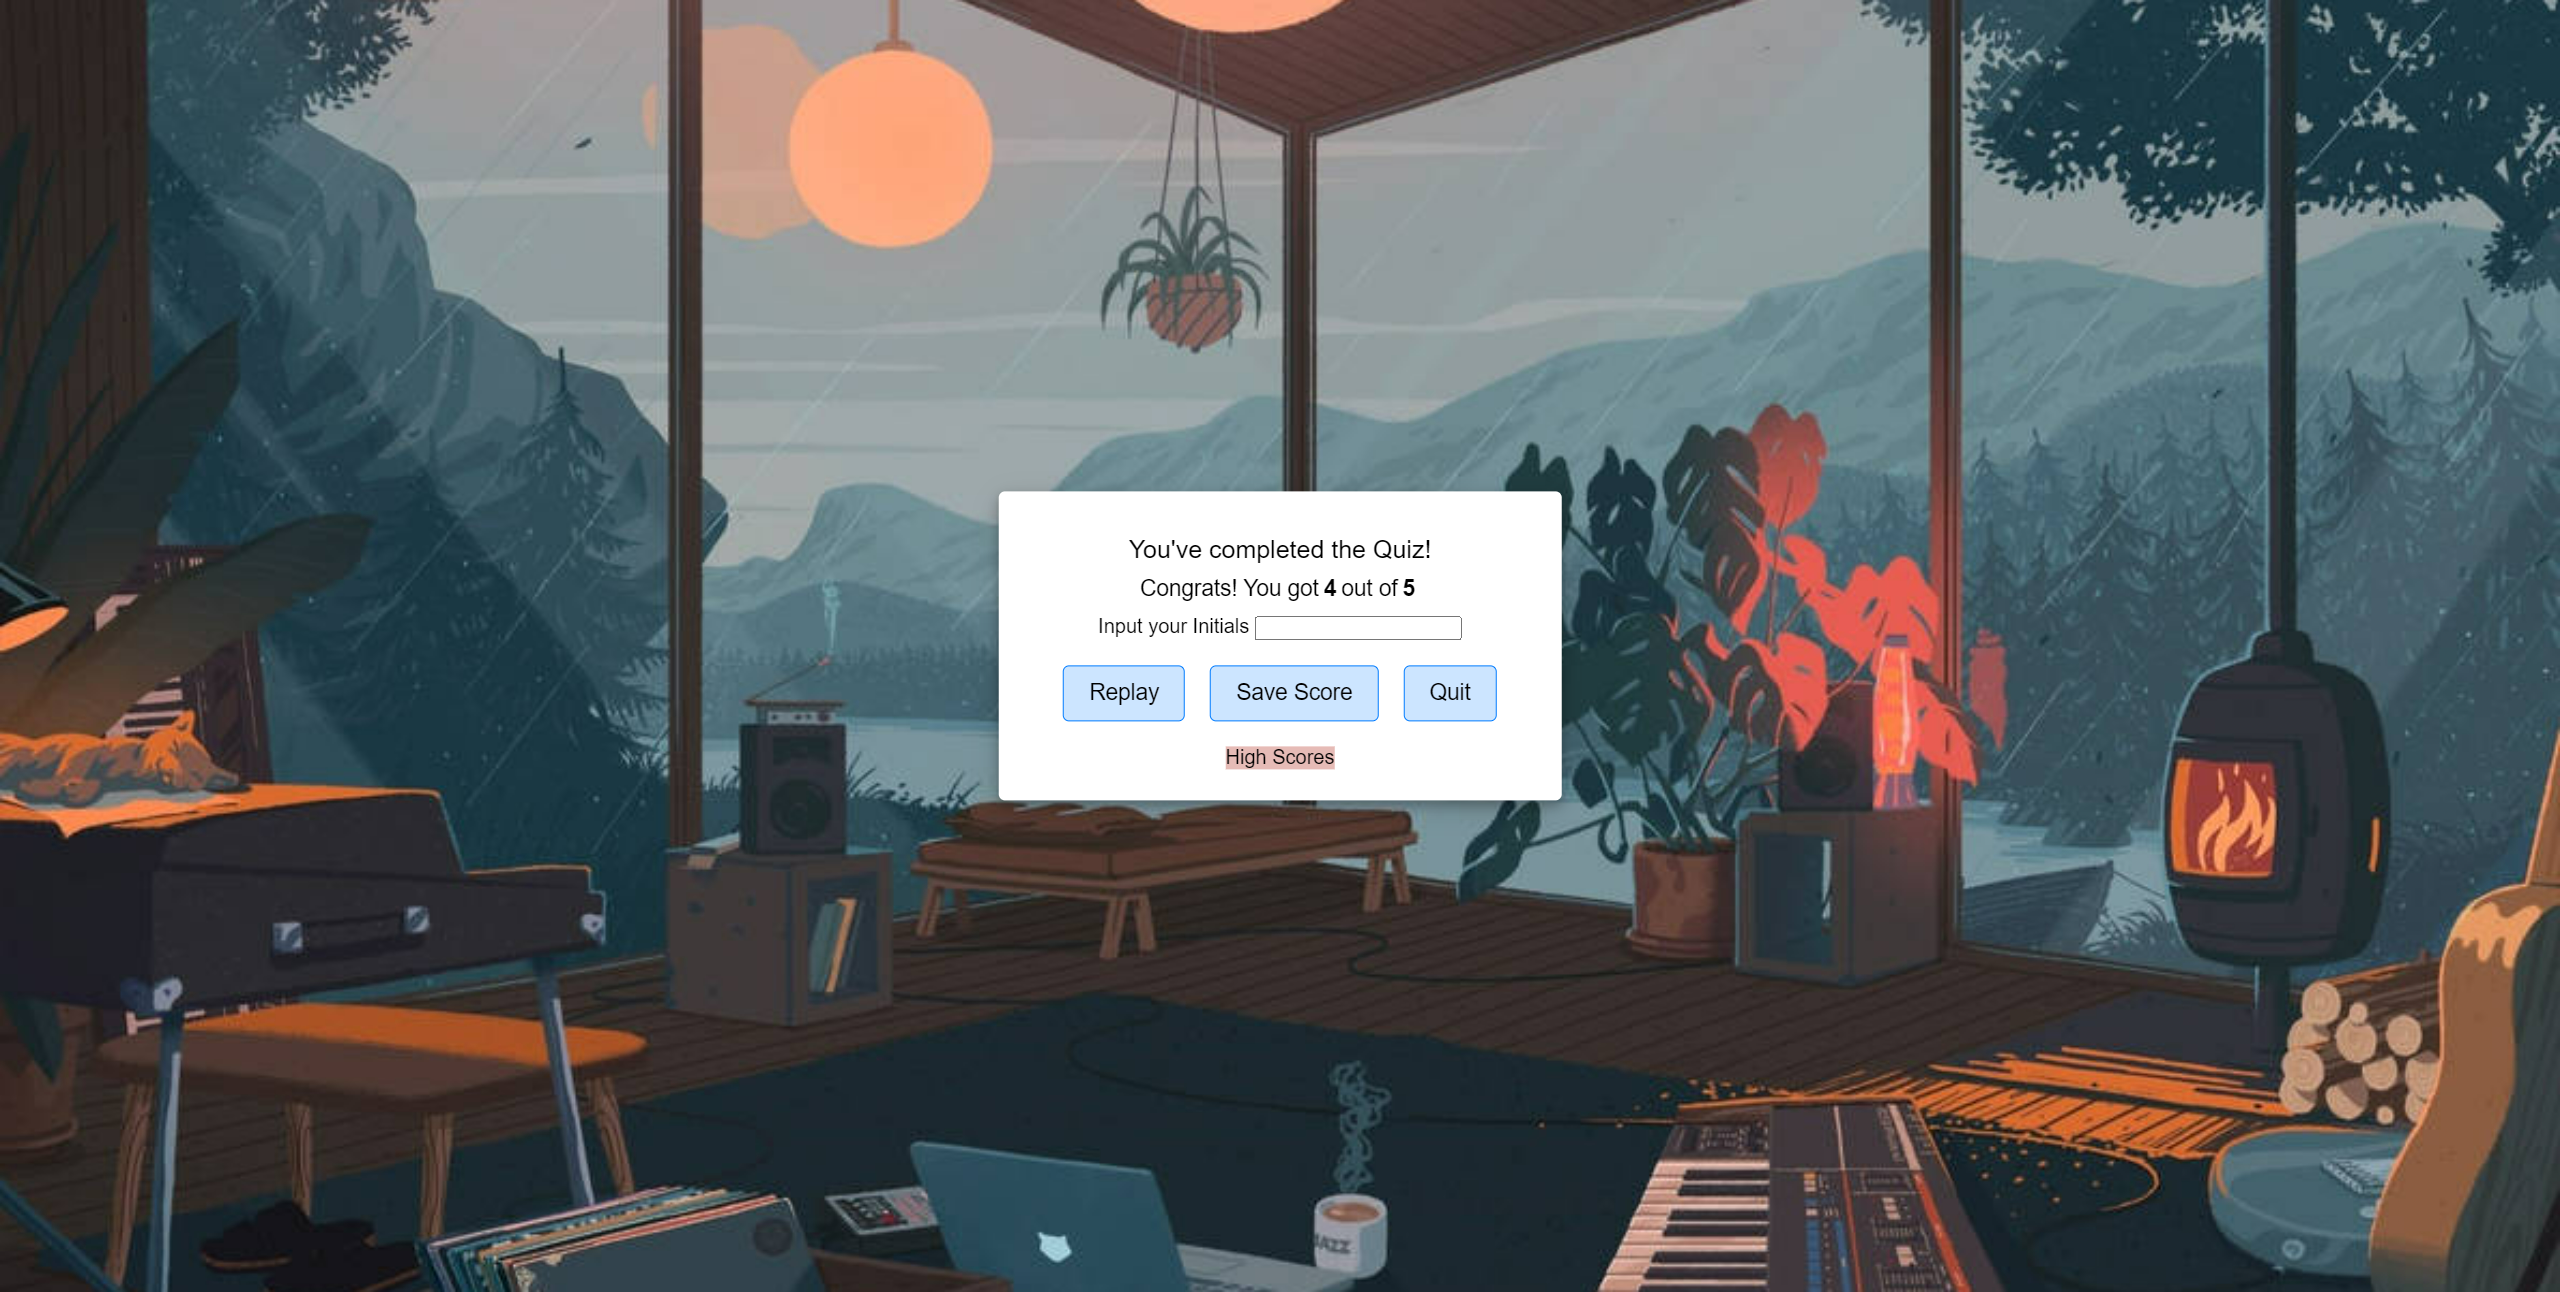 You've completed the Quiz!
Congrats! You got 4 out of 5
Input your Initials
Replay Save Score Quit
High Scores
JAZZ